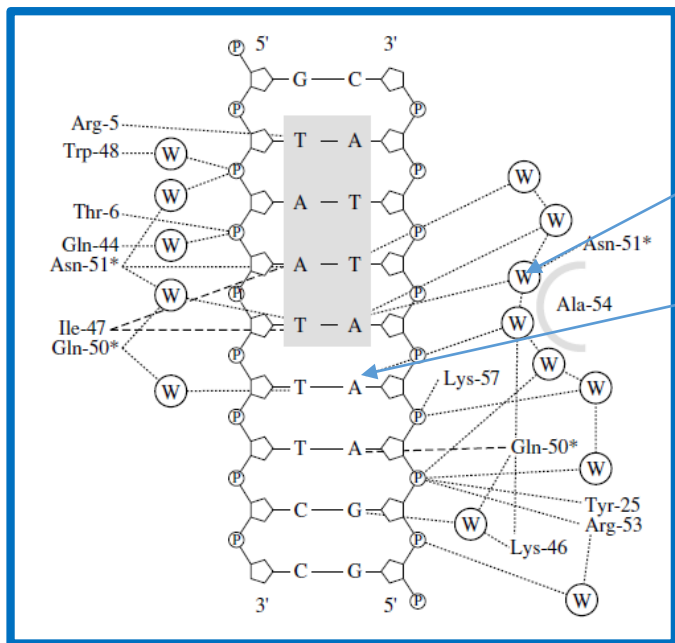 P 5' 3'
G — C
P P
Arg-5
T — A
Trp-48 W
P P
W
W
A — T
Thr-6
W
P P
Gln-44 W
Asn-51*
Asn-51*
A — T
W
W
P P
Ala-54
Ile-47
T — A
W
Gln-50*
P P
W
W
T — A
Lys-57
W
P P
T — A
Gln-50*
W
P P
Tyr-25
C — G
W
Arg-53
Lys-46
P P
C — G
W
3' 5' P